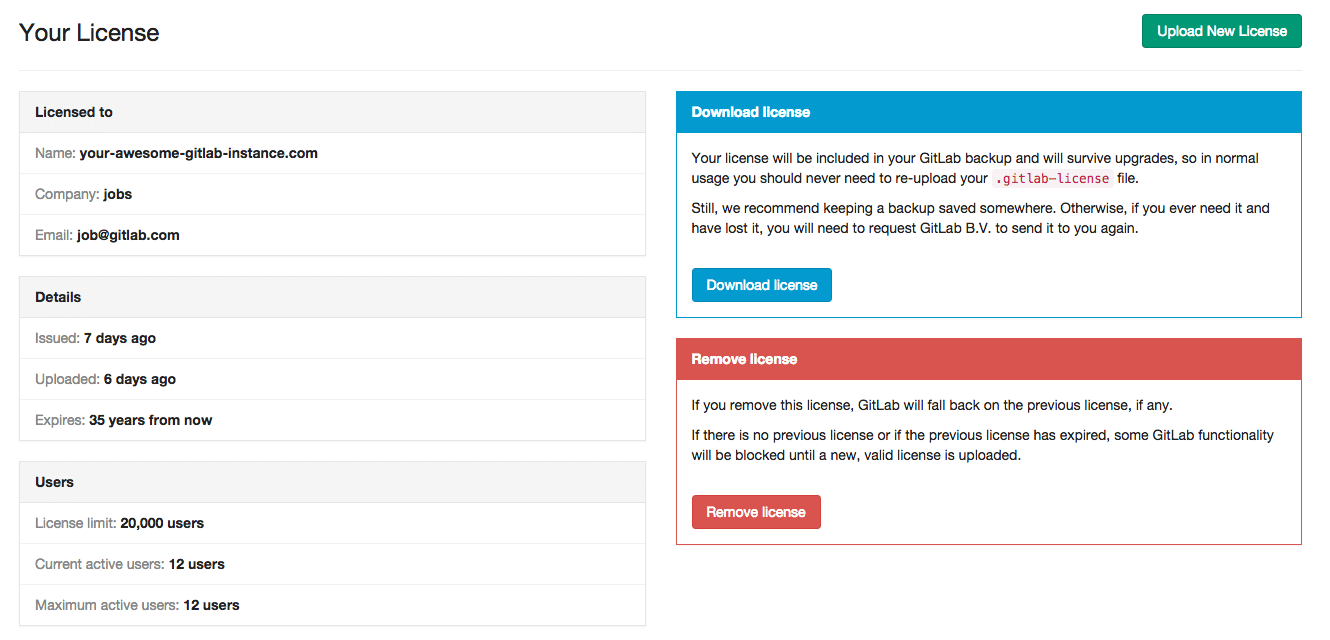 Your License
Upload New License
Licensed to
Name: your-awesome-gitlab-instance.com
Company: jobs
Email: job@gitlab.com
Details
Issued: 7 days ago
Uploaded: 6 days ago
Expires: 35 years from now
Users
License limit: 20,000 users
Current active users: 12 users
Maximum active users: 12 users
Download license
Your license will be included in your GitLab backup and will survive upgrades, so in normal
usage you should never need to re-upload your .gitlab-license file.
Still, we recommend keeping a backup saved somewhere. Otherwise, if you ever need it and
have lost it, you will need to request GitLab B.V. to send it to you again.
Download license
Remove license
If you remove this license, GitLab will fall back on the previous license, if any.
If there is no previous license or if the previous license has expired, some GitLab functionality
will be blocked until a new, valid license is uploaded.
Remove license